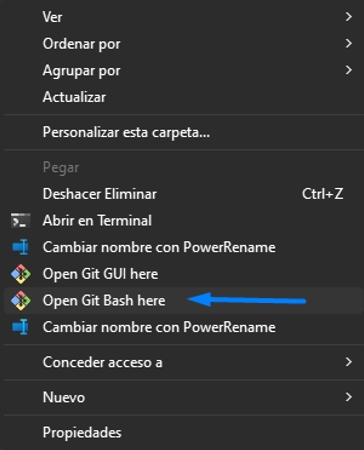 Ver
Ordenar por
Agrupar por
Actualizar
Personalizar esta carpeta...
Pegar
Deshacer Eliminar Ctrl+Z
Abrir en Terminal
Cambiar nombre con PowerRename
Open Git GUI here
Open Git Bash here
Cambiar nombre con PowerRename
Conceder acceso a
Nuevo
Propiedades